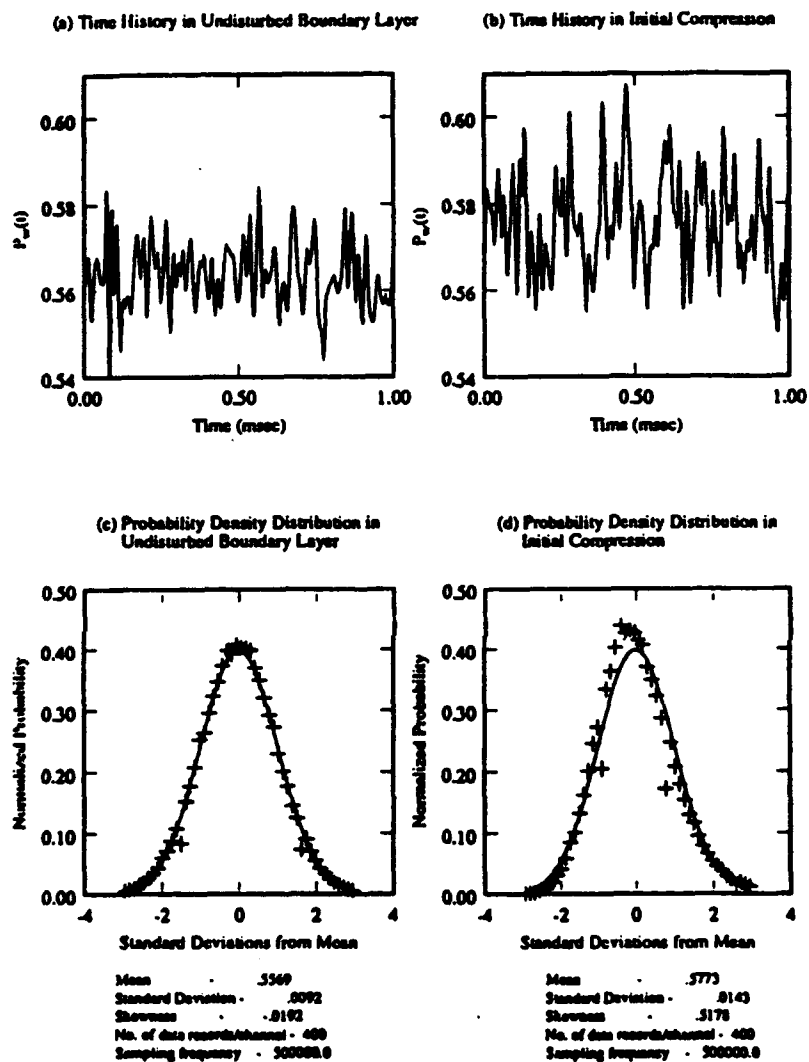 (a) Time History in Undisturbed Boundary Layer
(b) Time History in Initial Compression
0.60
0.58
0.56
0.54
P_w(t)
0.00 0.50 1.00
Time (msec)
0.60
0.58
0.56
0.54
P_w(t)
0.00 0.50 1.00
Time (msec)
(c) Probability Density Distribution in
Undisturbed Boundary Layer
0.50
0.40
0.30
0.20
0.10
0.00
Normalized Probability
-4 -2 0 2 4
Standard Deviations from Mean
Mean - .5569
Standard Deviation - .0092
Skewness - .0192
No. of data records/channel - 400
Sampling frequency - 500000.0
(d) Probability Density Distribution in
Initial Compression
0.50
0.40
0.30
0.20
0.10
0.00
Normalized Probability
-4 -2 0 2 4
Standard Deviations from Mean
Mean - .5773
Standard Deviation - .0143
Skewness - .5178
No. of data records/channel - 400
Sampling frequency - 500000.0